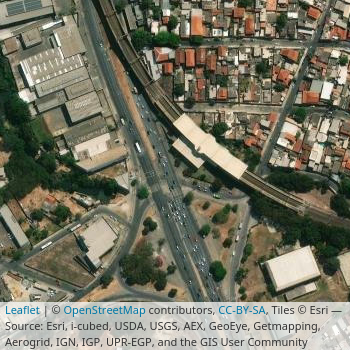 Leaflet | © OpenStreetMap contributors, CC-BY-SA, Tiles © Esri —
Source: Esri, i-cubed, USDA, USGS, AEX, GeoEye, Getmapping,
Aerogrid, IGN, IGP, UPR-EGP, and the GIS User Community